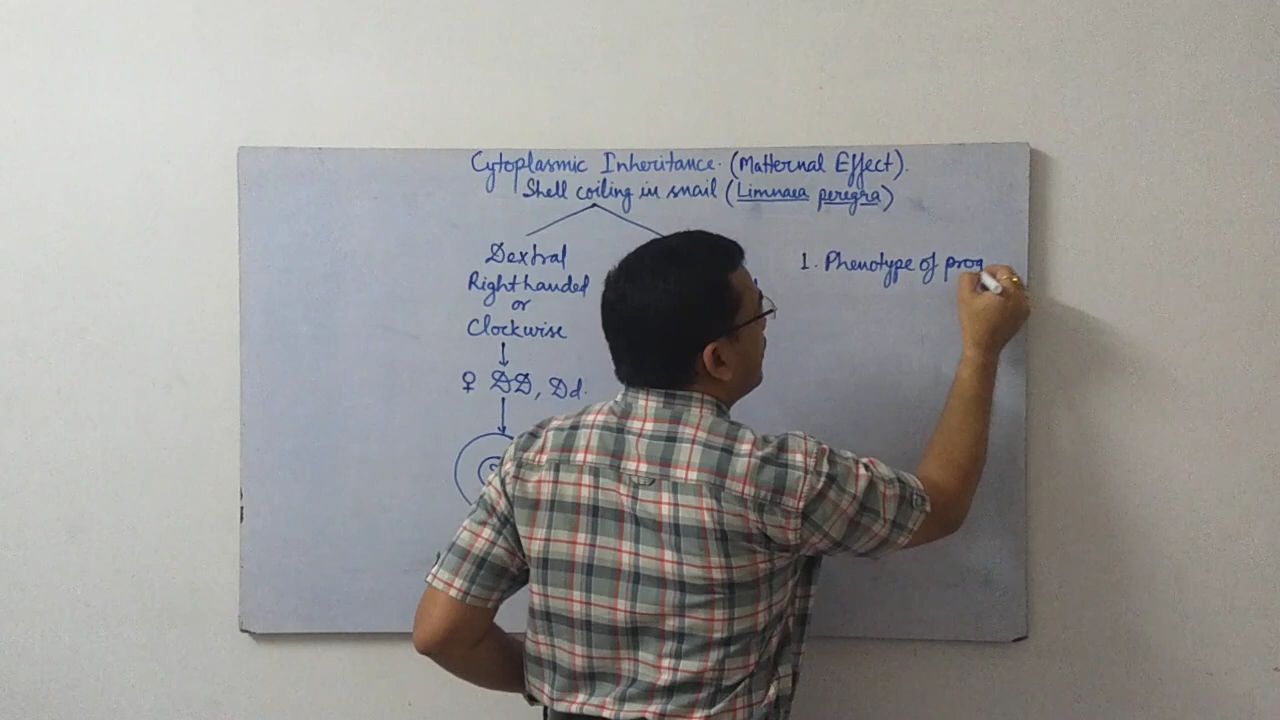 Cytoplasmic Inheritance. (Matternal Effect).
Shell coiling in snail (Limnaea peregra)
Dextral
Right handed
or
Clockwise
♀ DD, Dd.
1. Phenotype of prog